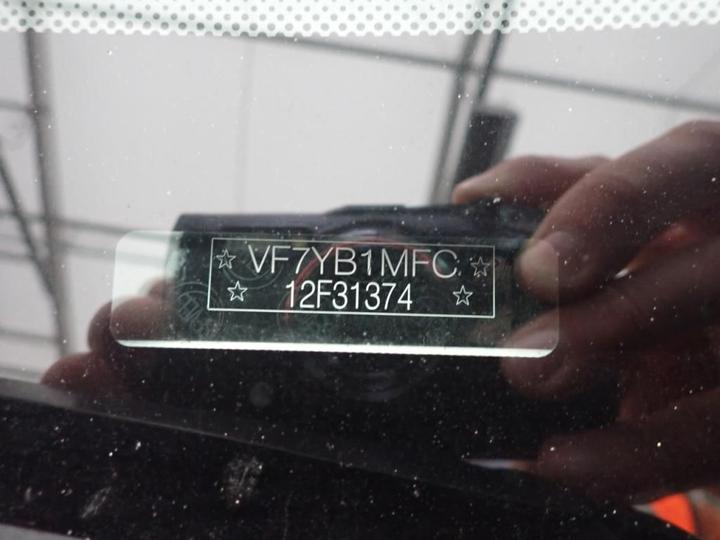 ☆ VF7YB1MFC ☆
☆ 12F31374 ☆